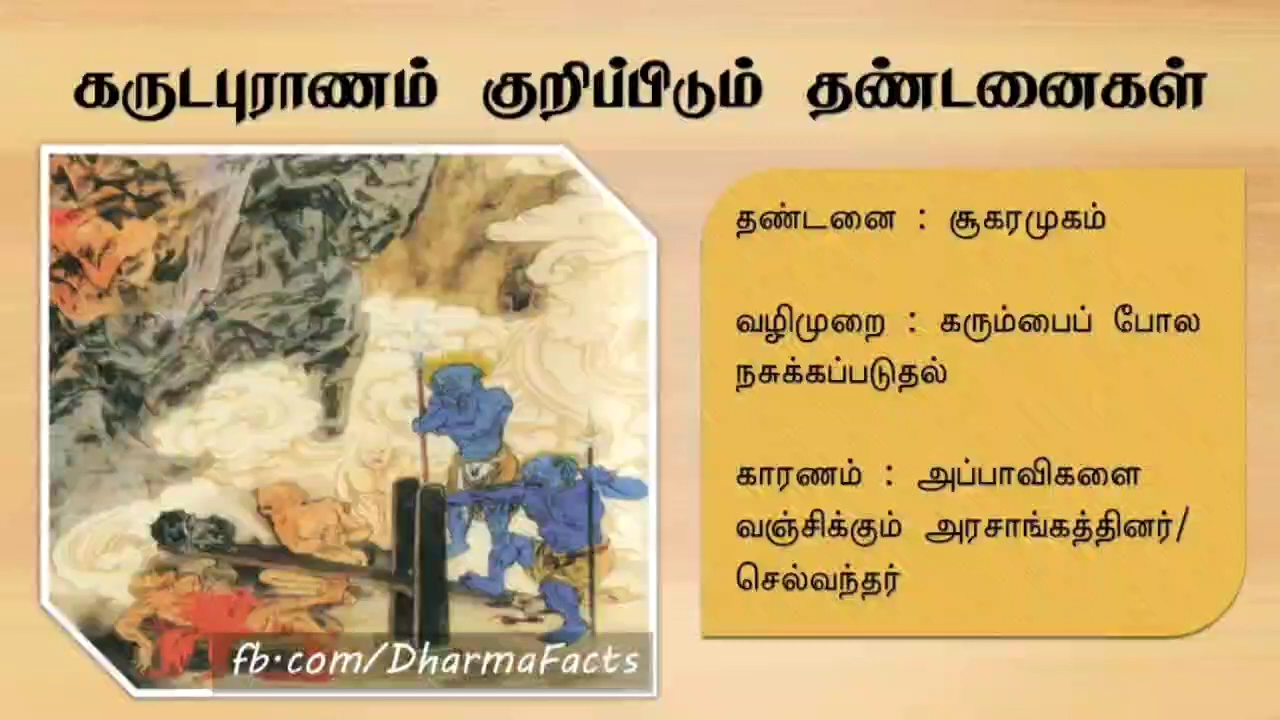 கருடபுராணம் குறிப்பிடும் தண்டனைகள்
தண்டனை : சூகரமுகம்
வழிமுறை : கரும்பைப் போல
நசுக்கப்படுதல்
காரணம் : அப்பாவிகளை
வஞ்சிக்கும் அரசாங்கத்தினர்/
செல்வந்தர்
fb.com/DharmaFacts